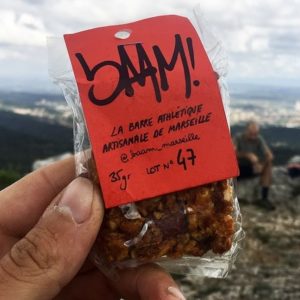 BAAM!
LA BARRE ATHLÉTIQUE
ARTISANALE DE MARSEILLE
@baam_marseille
35gr LOT N° 47